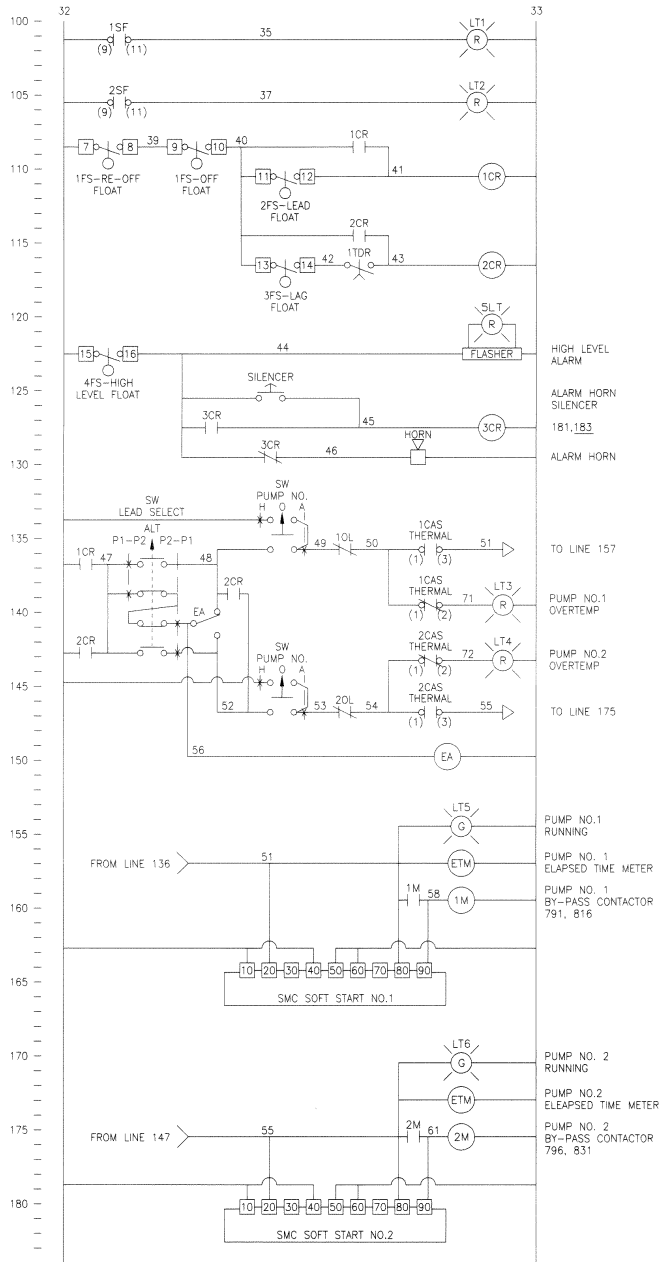 32 33
100
1SF 35 LT1
(9) (11) R
105
2SF 37 LT2
(9) (11) R
7 8 39 9 10 40 1CR
110
1FS-RE-OFF FLOAT
1FS-OFF FLOAT
11 12 41 1CR
2FS-LEAD FLOAT
2CR
115
13 14 42 1TDR 43 2CR
3FS-LAG FLOAT
120
5LT
R
15 16 44 FLASHER HIGH LEVEL ALARM
4FS-HIGH LEVEL FLOAT
125
SILENCER ALARM HORN SILENCER
3CR 45 3CR 181,183
HORN
3CR 46 ALARM HORN
130
SW LEAD SELECT
SW PUMP NO.
H O A
135
ALT
P1-P2 P2-P1
1CR 47 48 49 1OL 50
1CAS THERMAL
(1) (3) 51 TO LINE 157
2CR
1CAS THERMAL
(1) (2) 71 LT3
R PUMP NO.1 OVERTEMP
140
EA
2CR
2CAS THERMAL
(1) (2) 72 LT4
R PUMP NO.2 OVERTEMP
SW PUMP NO.
H O A
145
52 53 2OL 54
2CAS THERMAL
(1) (3) 55 TO LINE 175
150
56 EA
155
LT5
G PUMP NO.1 RUNNING
FROM LINE 136 51 ETM PUMP NO. 1 ELAPSED TIME METER
160
1M 58 1M PUMP NO. 1 BY-PASS CONTACTOR 791, 816
165
10 20 30 40 50 60 70 80 90
SMC SOFT START NO.1
170
LT6
G PUMP NO. 2 RUNNING
ETM PUMP NO.2 ELEAPSED TIME METER
175
FROM LINE 147 55 2M 61 2M PUMP NO. 2 BY-PASS CONTACTOR 796, 831
180
10 20 30 40 50 60 70 80 90
SMC SOFT START NO.2